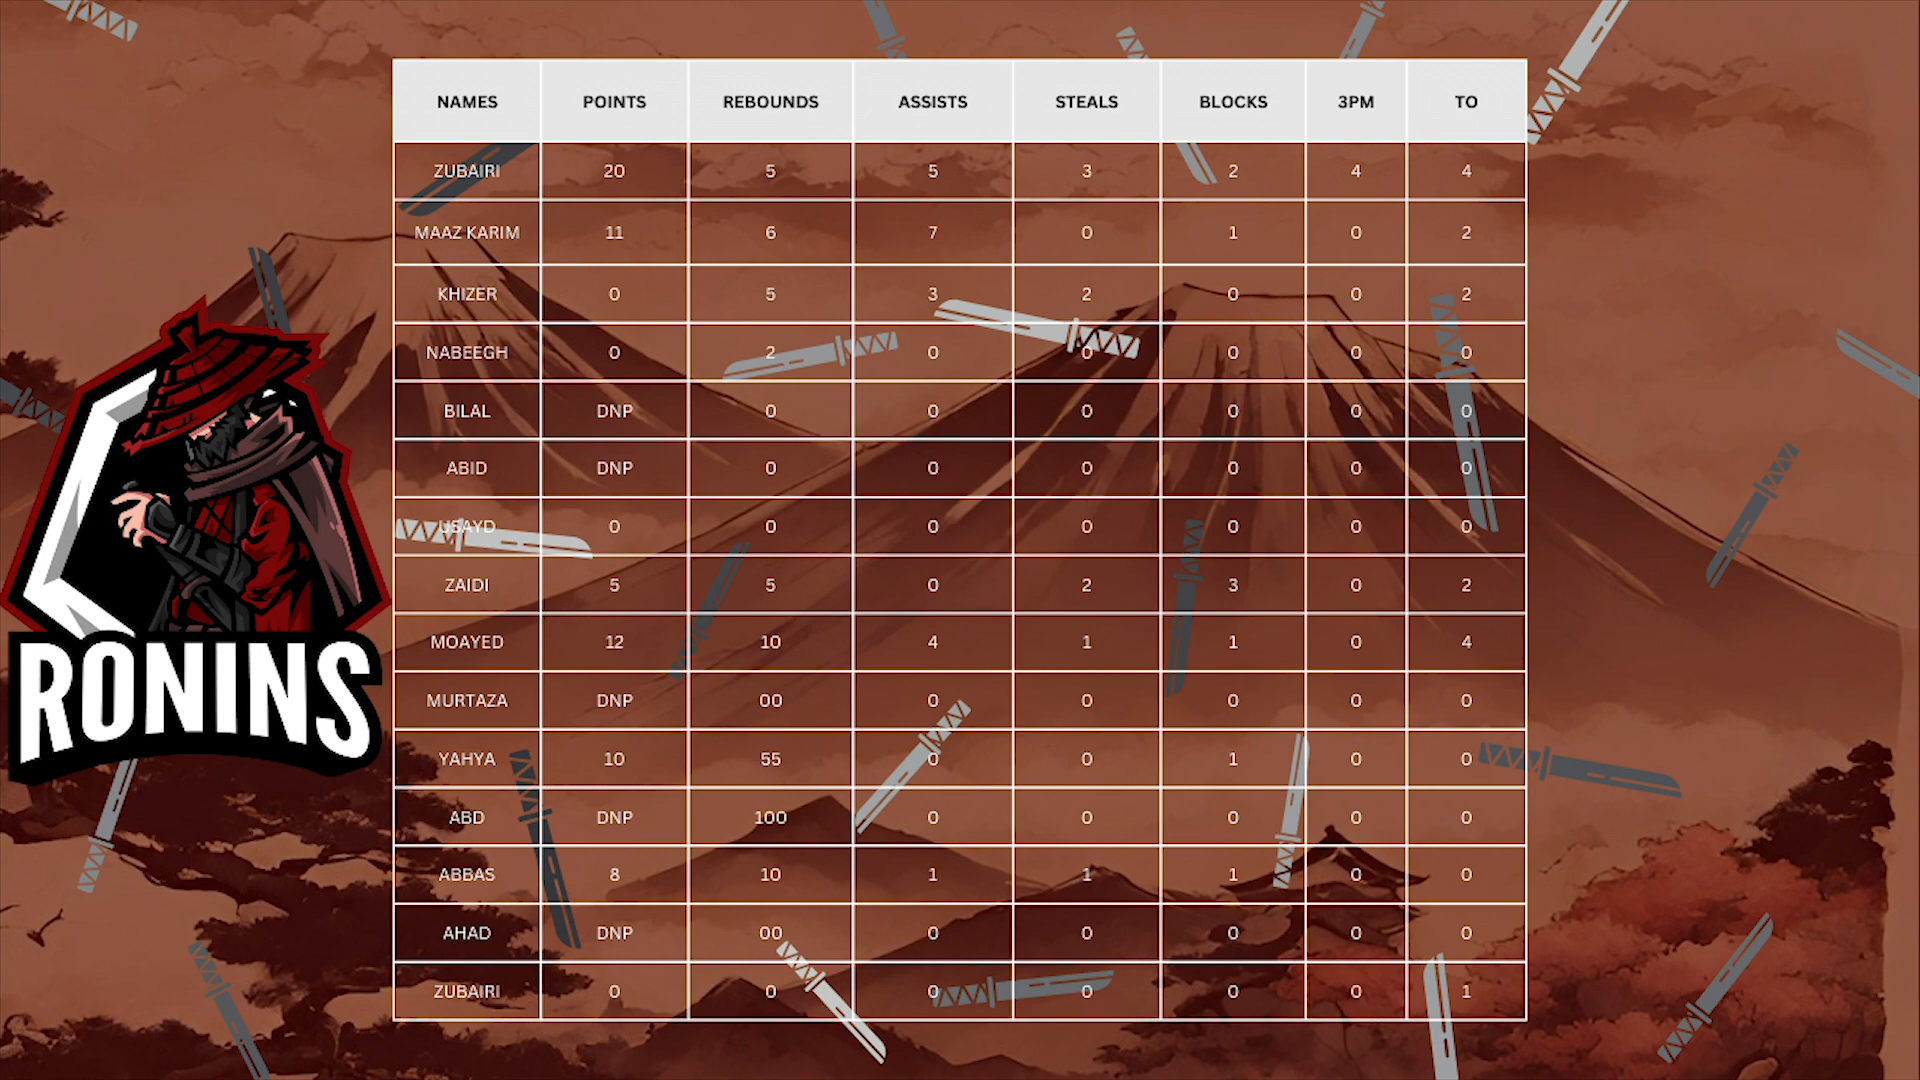 NAMES POINTS REBOUNDS ASSISTS STEALS BLOCKS 3PM TO
ZUBAIRI 20 5 5 3 2 4 4
MAAZ KARIM 11 6 7 0 1 0 2
KHIZER 0 5 3 2 0 0 2
NABEEGH 0 2 0 0 0 0 0
BILAL DNP 0 0 0 0 0 0
ABID DNP 0 0 0 0 0 0
USAYD 0 0 0 0 0 0 0
ZAIDI 5 5 0 2 3 0 2
MOAYED 12 10 4 1 1 0 4
MURTAZA DNP 00 0 0 0 0 0
YAHYA 10 55 0 0 1 0 0
ABD DNP 100 0 0 0 0 0
ABBAS 8 10 1 1 1 0 0
AHAD DNP 00 0 0 0 0 0
ZUBAIRI 0 0 0 0 0 0 1
RONINS